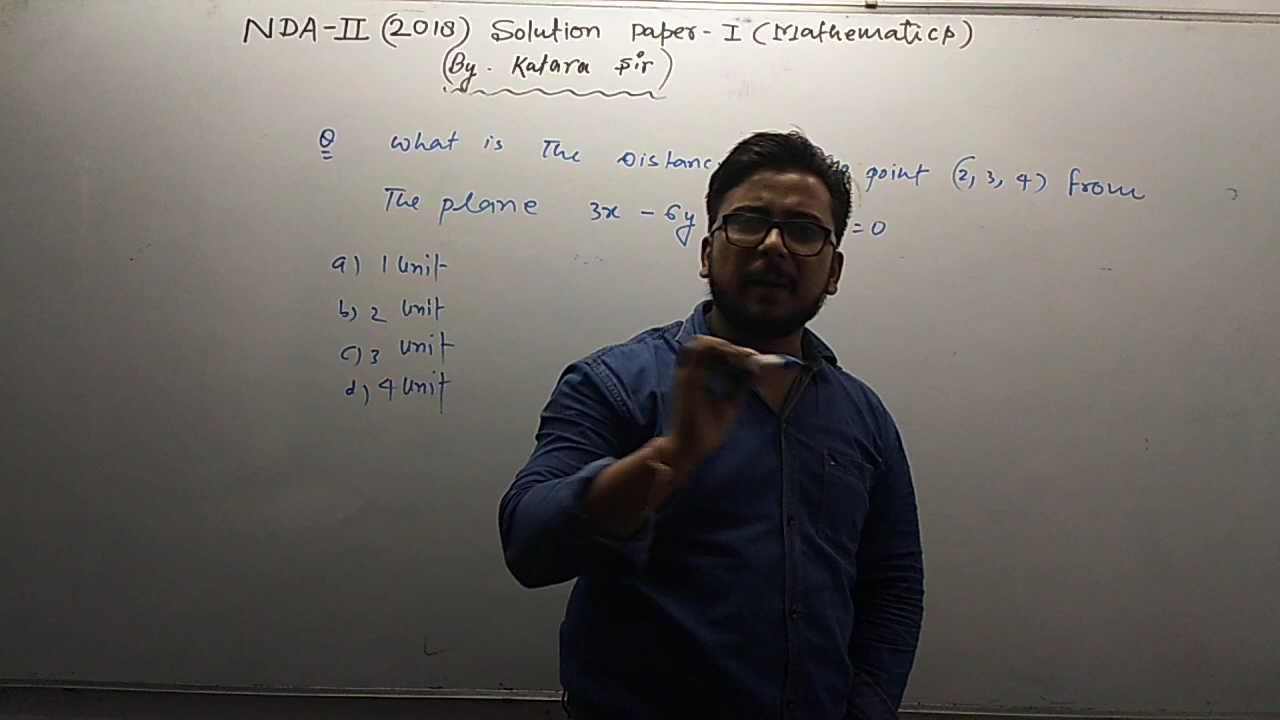 NDA-II (2018) Solution Paper-I (Mathematics)
(By. Katara Sir)
Q What is The Distanc point (2, 3, 4) from
The plane 3x - 6y =0 ?
a) 1 Unit
b) 2 Unit
c) 3 Unit
d) 4 Unit